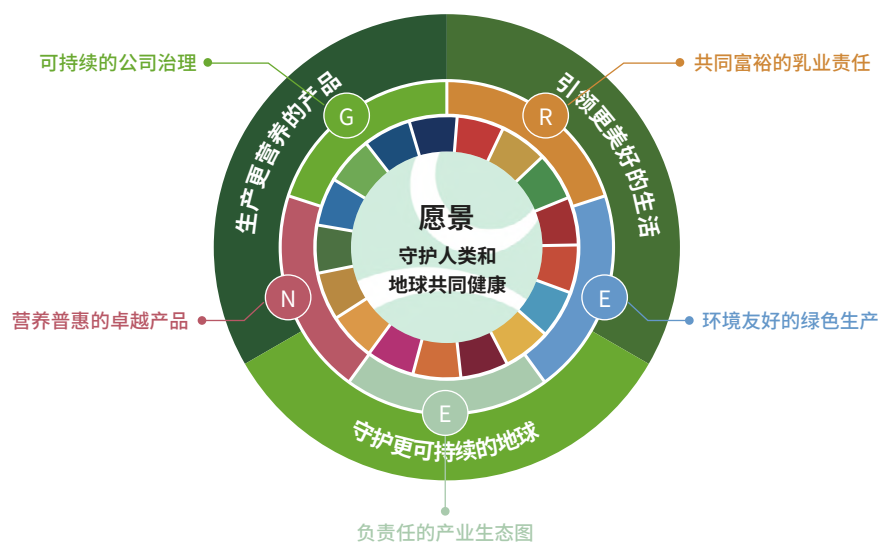 可持续的公司治理
共同富裕的乳业责任
生产更营养的产品
引领更美好的生活
G
R
愿景
守护人类和
地球共同健康
N
E
营养普惠的卓越产品
环境友好的绿色生产
E
守护更可持续的地球
负责任的产业生态图